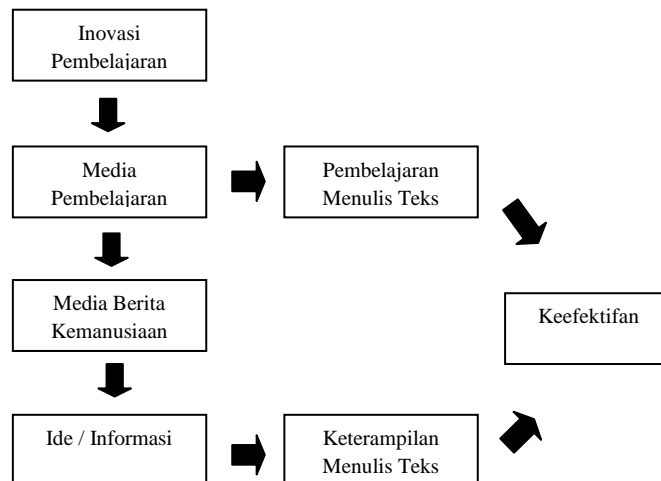 Inovasi
Pembelajaran
Media
Pembelajaran
Pembelajaran
Menulis Teks
Media Berita
Kemanusiaan
Keefektifan
Ide / Informasi
Keterampilan
Menulis Teks